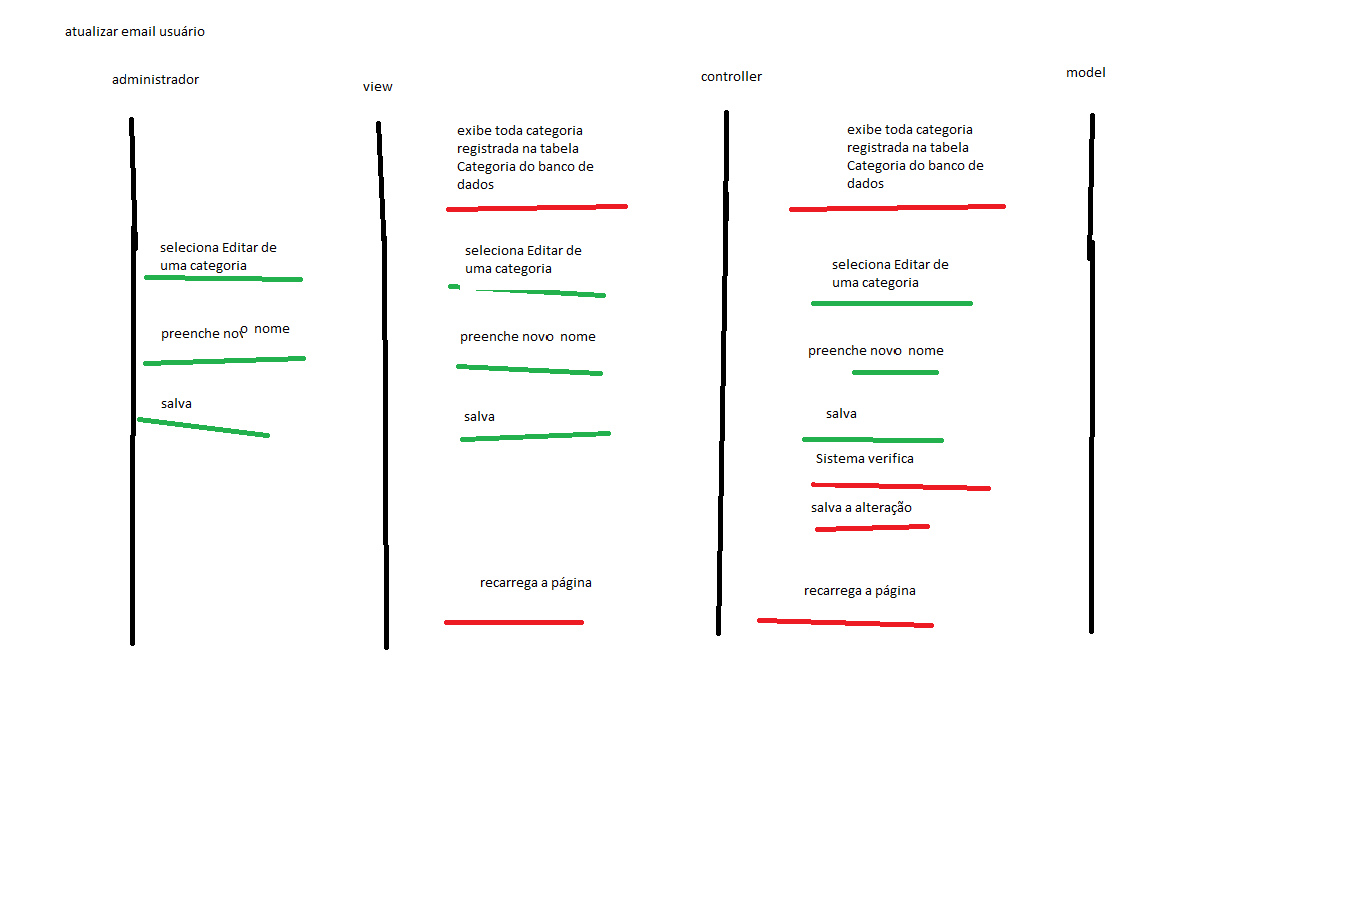 atualizar email usuário
administrador
view
controller
model
exibe toda categoria
registrada na tabela
Categoria do banco de
dados
exibe toda categoria
registrada na tabela
Categoria do banco de
dados
seleciona Editar de
uma categoria
seleciona Editar de
uma categoria
seleciona Editar de
uma categoria
preenche novo nome
preenche novo nome
preenche novo nome
salva
salva
salva
Sistema verifica
salva a alteração
recarrega a página
recarrega a página